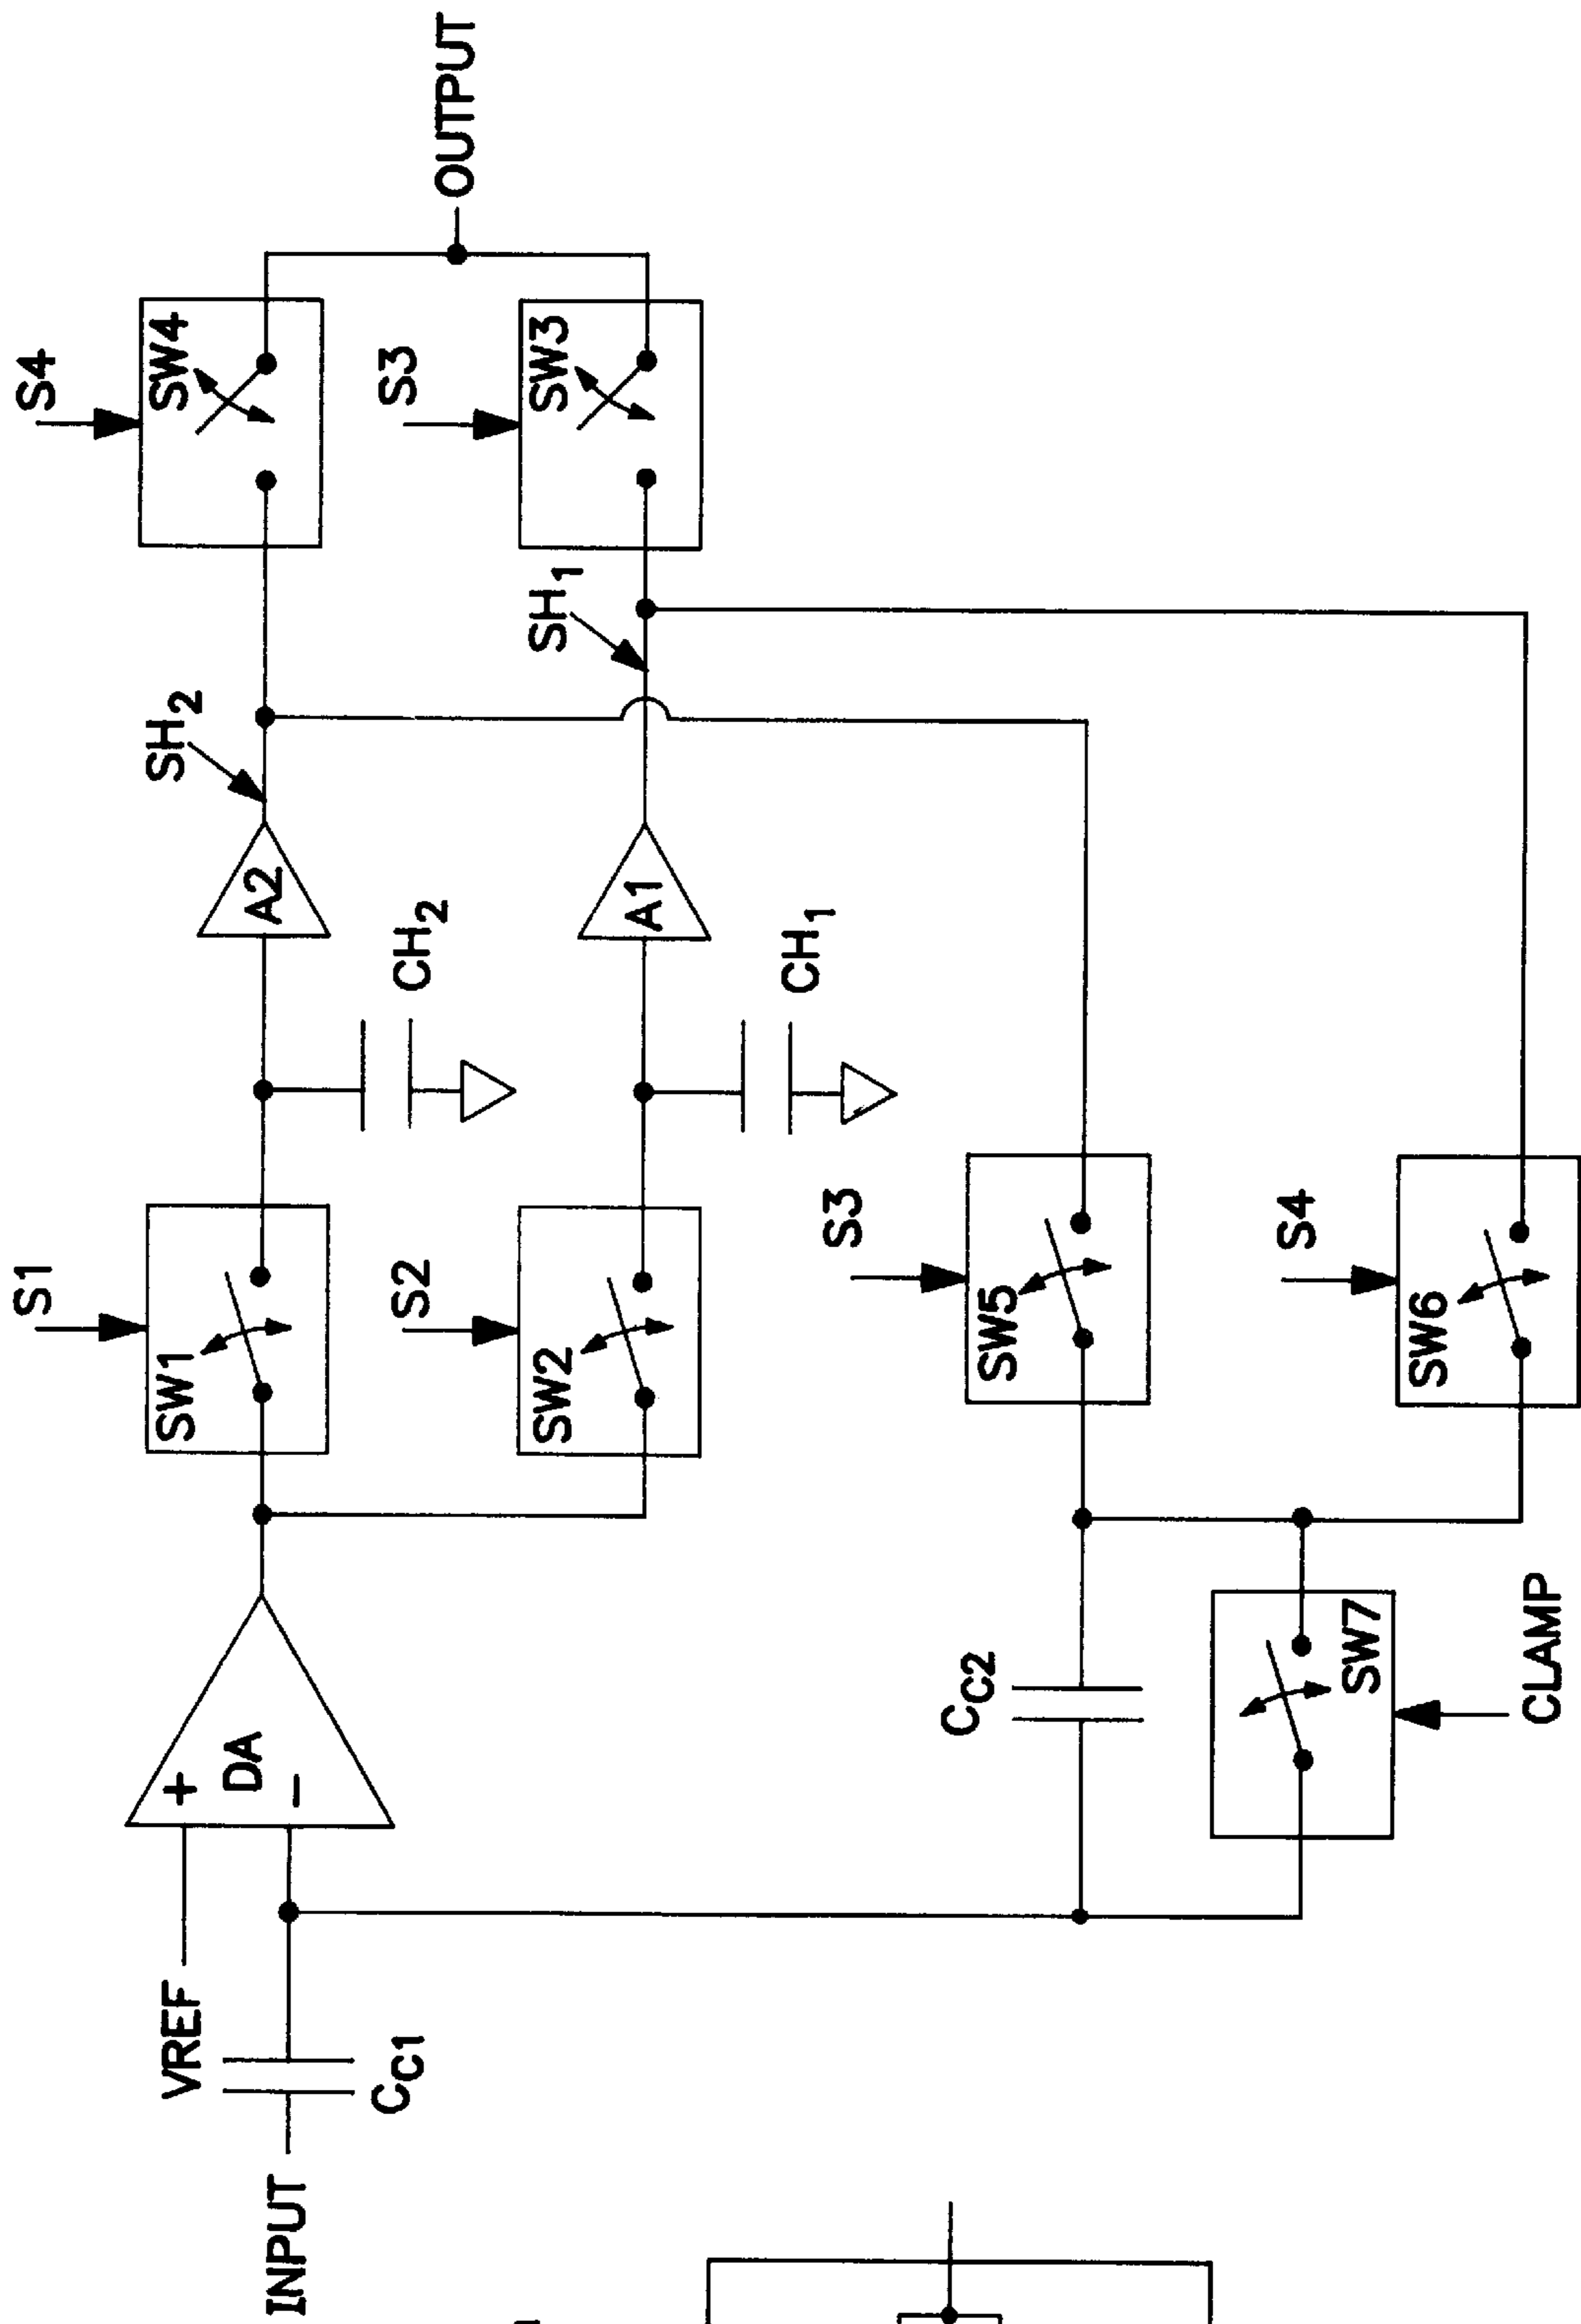 INPUT
CC1
VREF
+
DA
−
S1
SW1
S2
SW2
CH2
CH1
A2
A1
SH2
SH1
S4
SW4
S3
SW3
OUTPUT
CC2
SW7
CLAMP
S3
SW5
S4
SW6